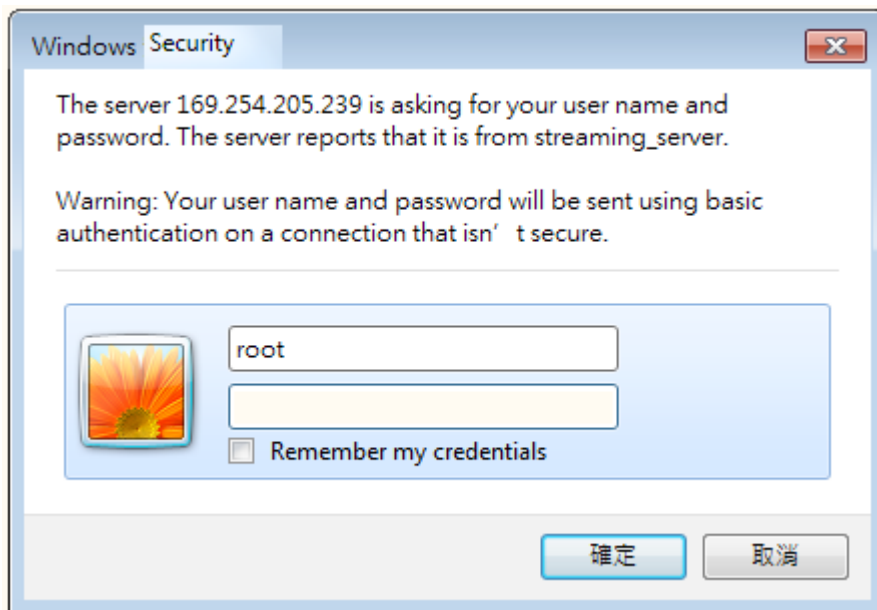 Windows Security
The server 169.254.205.239 is asking for your user name and
password. The server reports that it is from streaming_server.
Warning: Your user name and password will be sent using basic
authentication on a connection that isn’ t secure.
root
Remember my credentials
確定 取消